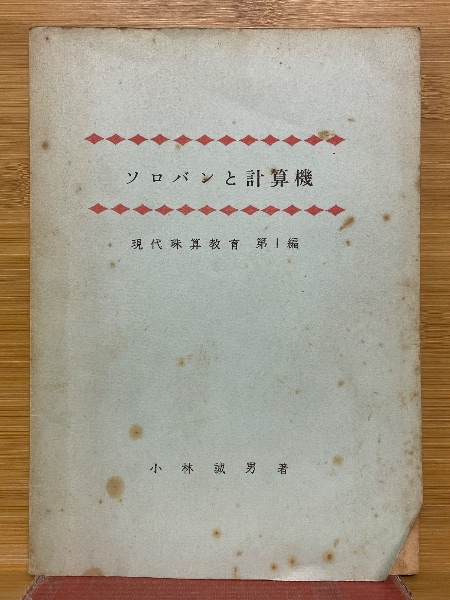 ソロバンと計算機
現代珠算教育 第1編
小林誠男著